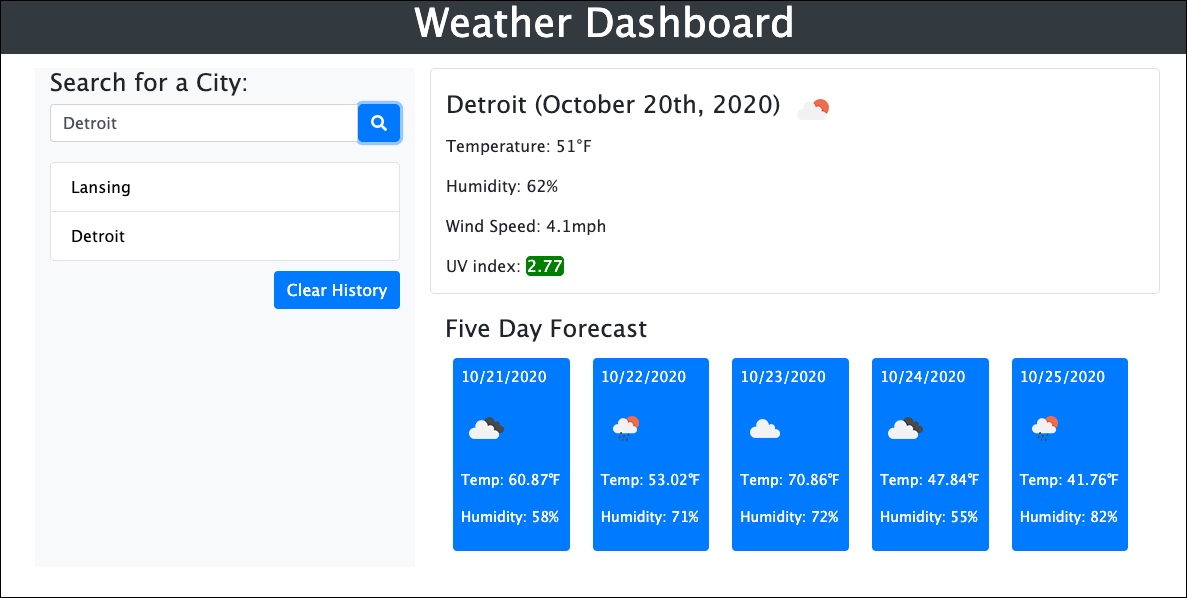 Weather Dashboard
Search for a City:
Detroit
Lansing
Detroit
Clear History
Detroit (October 20th, 2020)
Temperature: 51°F
Humidity: 62%
Wind Speed: 4.1mph
UV index: 2.77
Five Day Forecast
10/21/2020
Temp: 60.87℉
Humidity: 58%
10/22/2020
Temp: 53.02℉
Humidity: 71%
10/23/2020
Temp: 70.86℉
Humidity: 72%
10/24/2020
Temp: 47.84℉
Humidity: 55%
10/25/2020
Temp: 41.76℉
Humidity: 82%